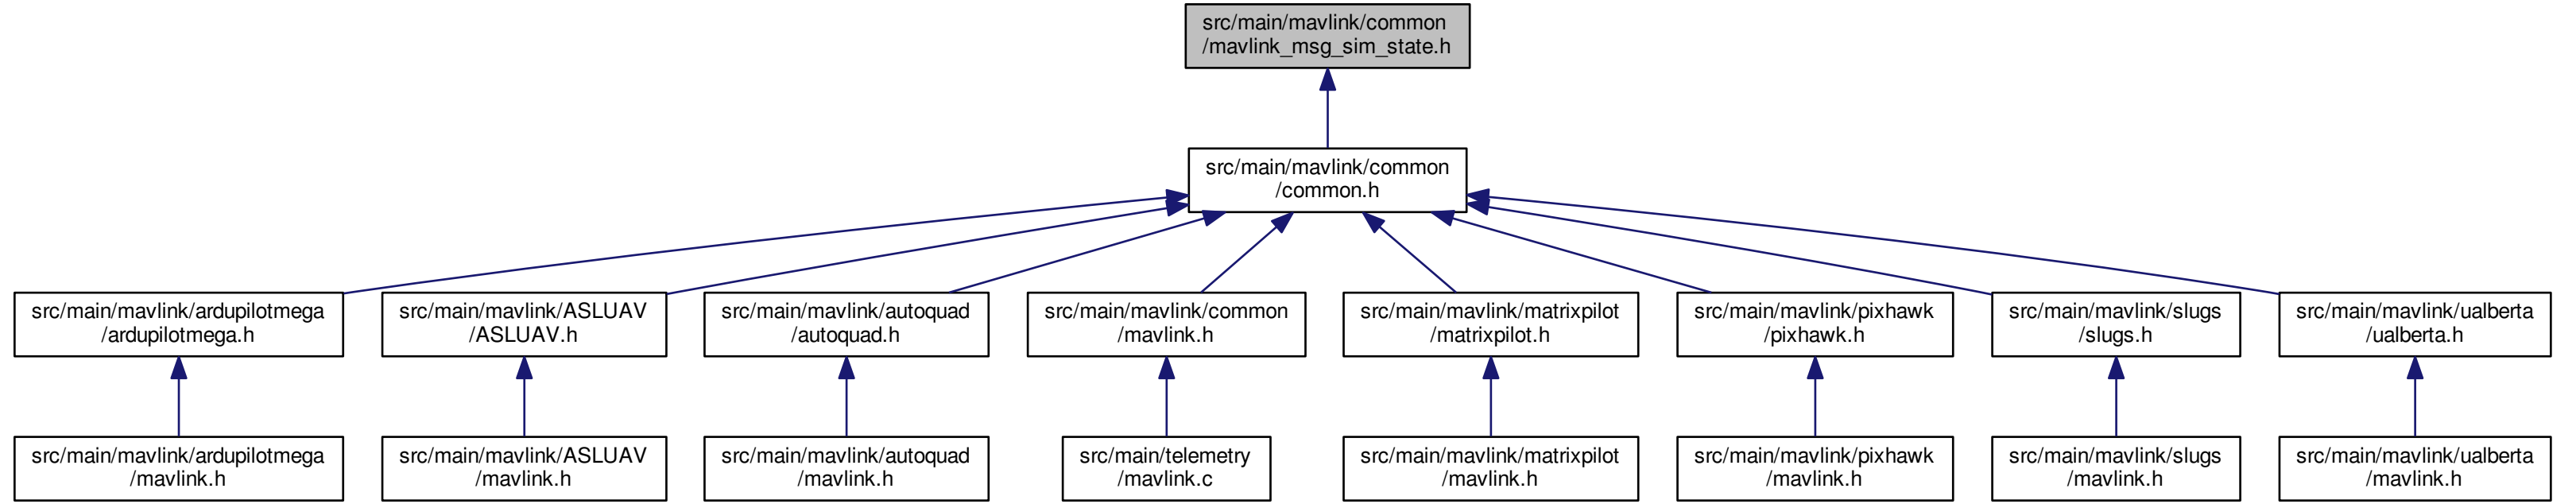 src/main/mavlink/common
/mavlink_msg_sim_state.h
src/main/mavlink/common
/common.h
src/main/mavlink/ardupilotmega
/ardupilotmega.h
src/main/mavlink/ASLUAV
/ASLUAV.h
src/main/mavlink/autoquad
/autoquad.h
src/main/mavlink/common
/mavlink.h
src/main/mavlink/matrixpilot
/matrixpilot.h
src/main/mavlink/pixhawk
/pixhawk.h
src/main/mavlink/slugs
/slugs.h
src/main/mavlink/ualberta
/ualberta.h
src/main/mavlink/ardupilotmega
/mavlink.h
src/main/mavlink/ASLUAV
/mavlink.h
src/main/mavlink/autoquad
/mavlink.h
src/main/telemetry
/mavlink.c
src/main/mavlink/matrixpilot
/mavlink.h
src/main/mavlink/pixhawk
/mavlink.h
src/main/mavlink/slugs
/mavlink.h
src/main/mavlink/ualberta
/mavlink.h